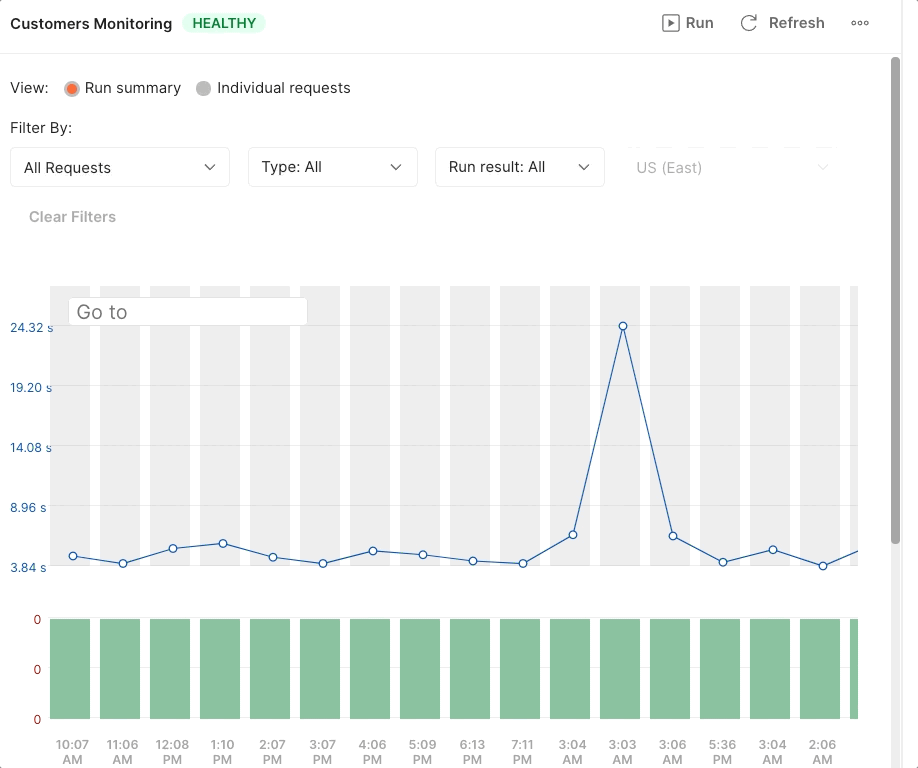 Customers Monitoring HEALTHY Run Refresh
View: Run summary Individual requests
Filter By:
All Requests Type: All Run result: All US (East)
Clear Filters
Go to
24.32 s
19.20 s
14.08 s
8.96 s
3.84 s
0
0
0
10:07 11:06 12:08 1:10 2:07 3:07 4:06 5:09 6:13 7:11 3:04 3:03 3:06 5:36 3:04 2:06
AM AM PM PM PM PM PM PM PM PM AM AM AM PM AM AM